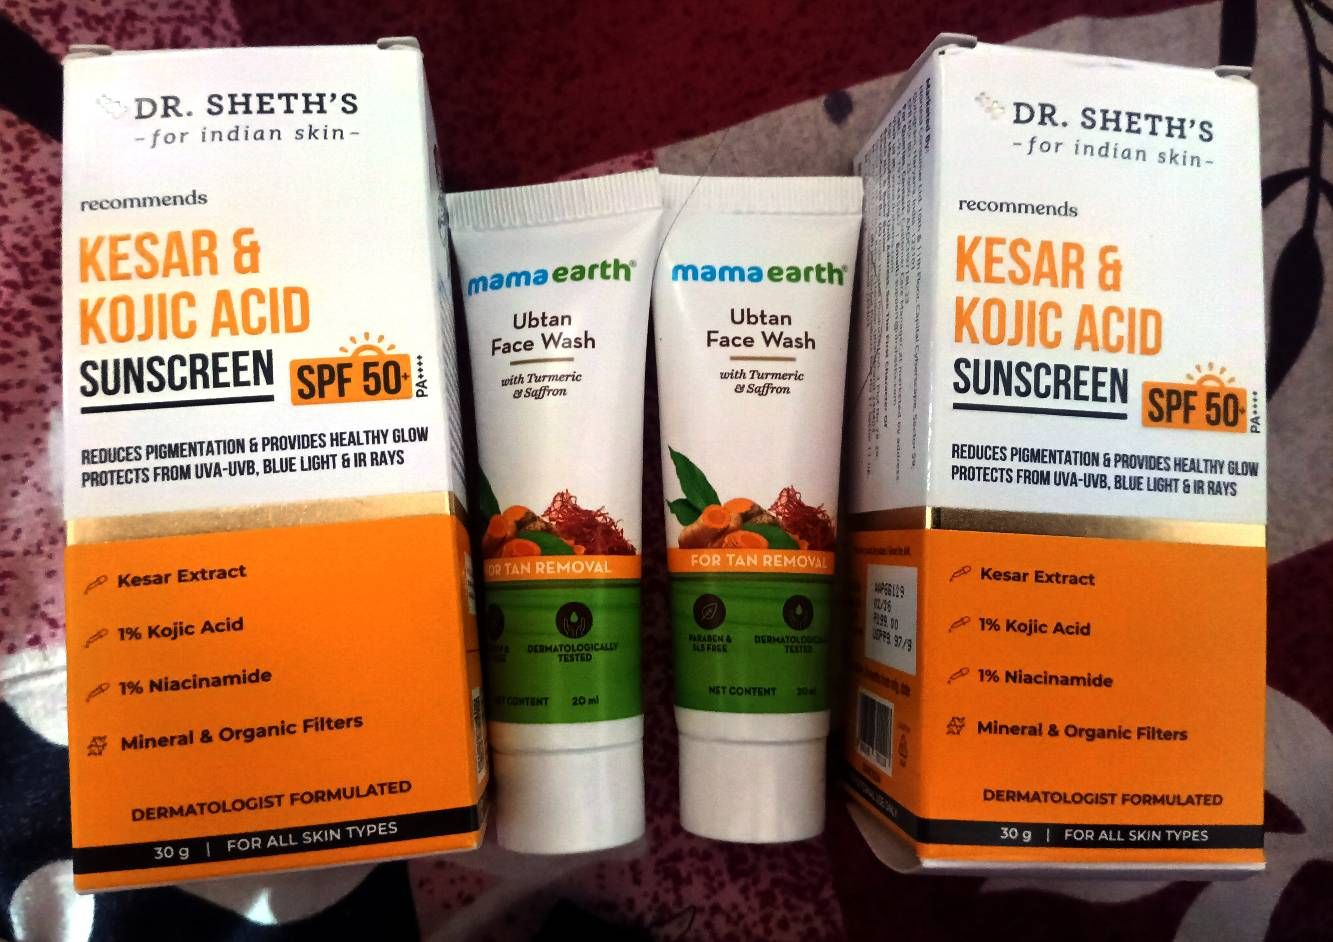 DR. SHETH'S
-for indian skin-
recommends
KESAR &
KOJIC ACID
SUNSCREEN
SPF 50+
PA++++
REDUCES PIGMENTATION & PROVIDES HEALTHY GLOW
PROTECTS FROM UVA-UVB, BLUE LIGHT & IR RAYS
Kesar Extract
1% Kojic Acid
1% Niacinamide
Mineral & Organic Filters
DERMATOLOGIST FORMULATED
30 g | FOR ALL SKIN TYPES
mamaearth®
Ubtan
Face Wash
with Turmeric
& Saffron
OR TAN REMOVAL
DERMATOLOGICALLY
TESTED
CONTENT 20 ml
mamaearth®
Ubtan
Face Wash
with Turmeric
& Saffron
FOR TAN REMOVAL
PARABEN &
SLS FREE
TESTED
NET CONTENT 20 ml
Marketed By:
DR. SHETH'S
-for indian skin-
recommends
KESAR &
KOJIC ACID
SUNSCREEN
SPF 50+
PA++++
REDUCES PIGMENTATION & PROVIDES HEALTHY GLOW
PROTECTS FROM UVA-UVB, BLUE LIGHT & IR RAYS
Kesar Extract
1% Kojic Acid
1% Niacinamide
Mineral & Organic Filters
DERMATOLOGIST FORMULATED
30 g | FOR ALL SKIN TYPES